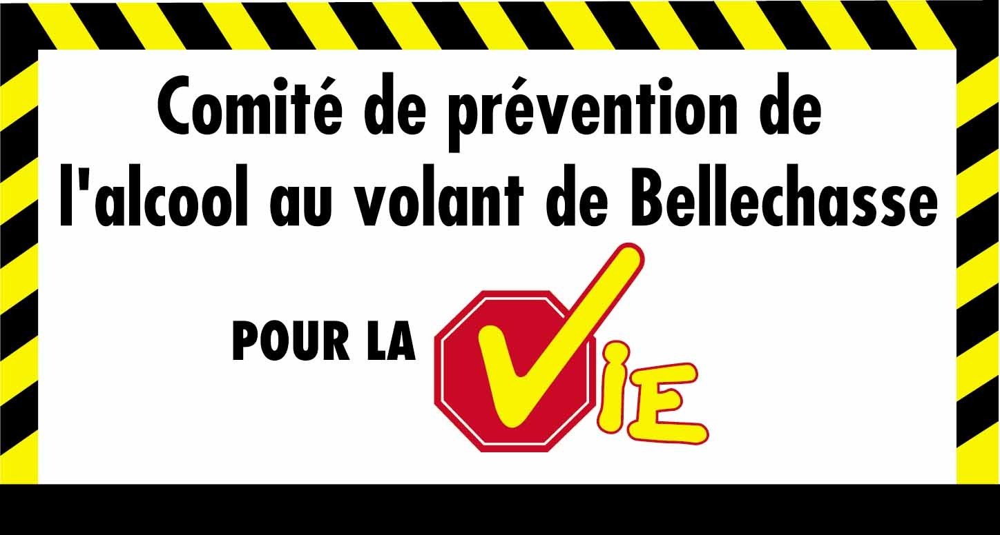 Comité de prévention de
l'alcool au volant de Bellechasse
POUR LA ViE